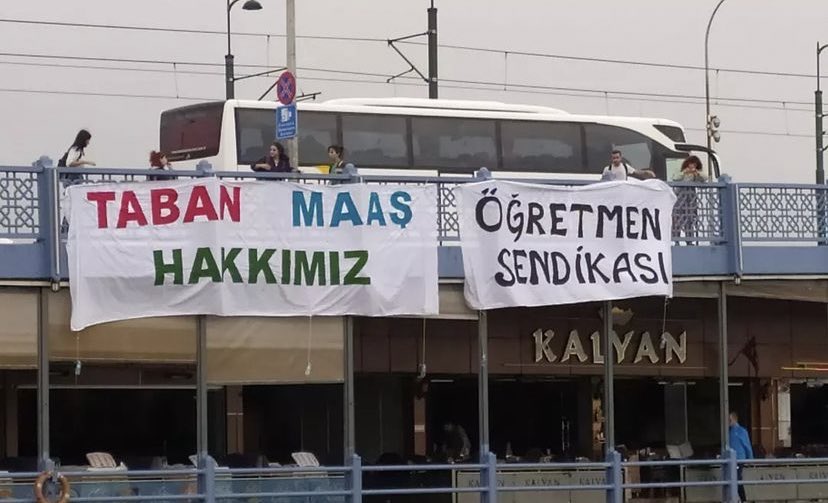 TABAN MAAŞ
HAKKIMIZ
ÖĞRETMEN
SENDİKASI
KALYAN